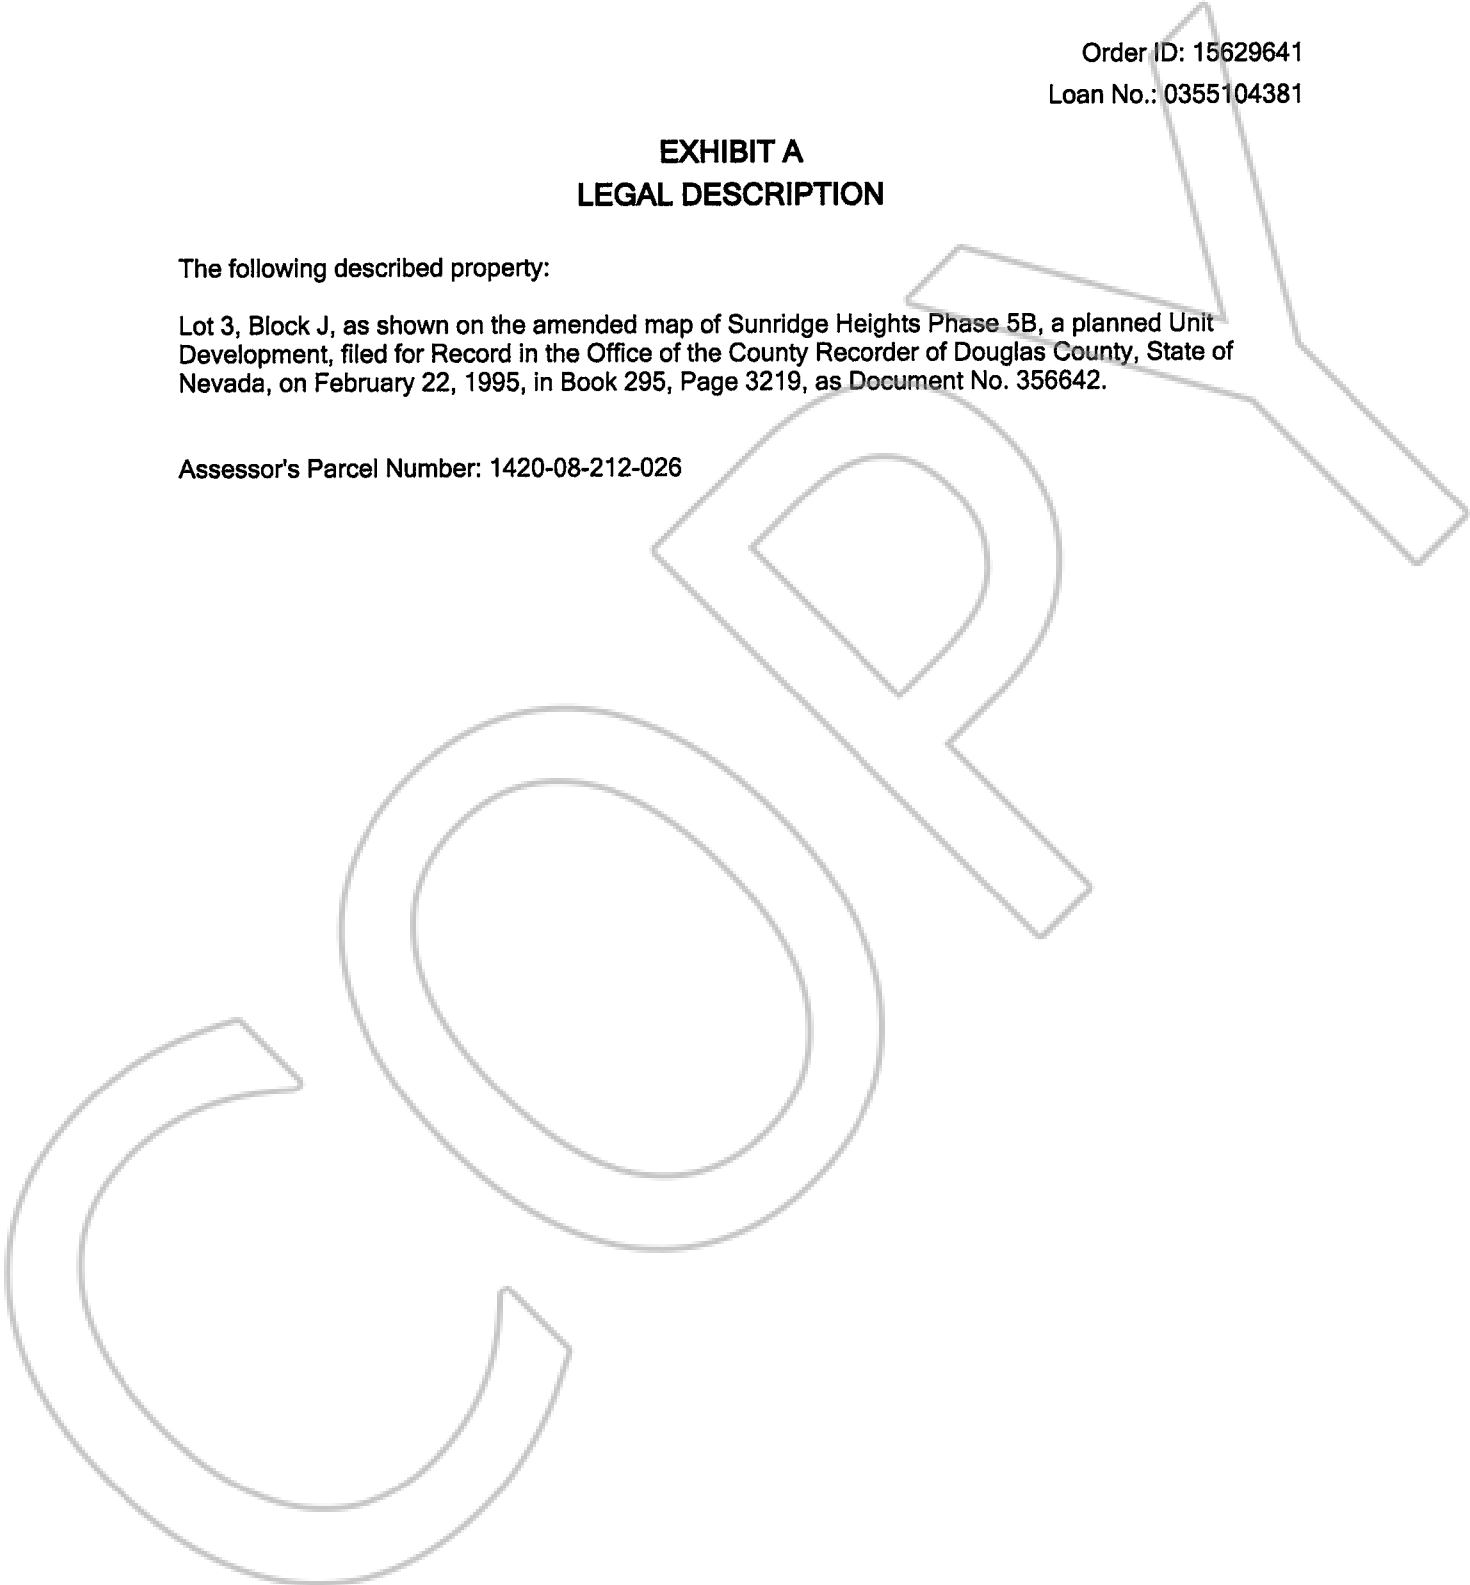 Order ID: 15629641
Loan No.: 0355104381
EXHIBIT A
LEGAL DESCRIPTION
The following described property:
Lot 3, Block J, as shown on the amended map of Sunridge Heights Phase 5B, a planned Unit
Development, filed for Record in the Office of the County Recorder of Douglas County, State of
Nevada, on February 22, 1995, in Book 295, Page 3219, as Document No. 356642.
Assessor's Parcel Number: 1420-08-212-026
COPY